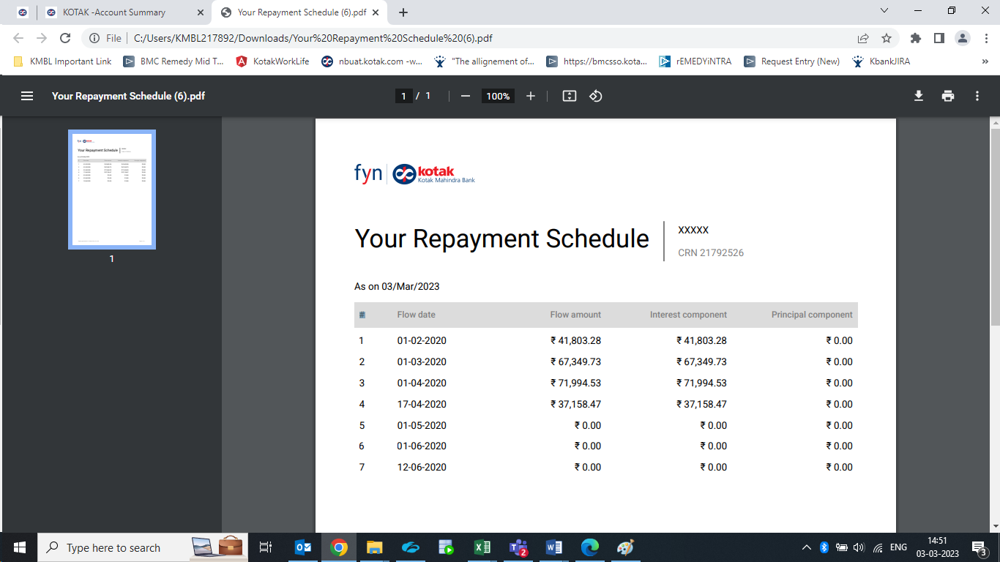 KOTAK -Account Summary
Your Repayment Schedule (6).pdf
File
C:/Users/KMBL217892/Downloads/Your%20Repayment%20Schedule%20(6).pdf
KMBL Important Link BMC Remedy Mid T... KotakWorkLife nbuat.kotak.com -w... "The allignement of... https://bmcsso.kota... rEMEDYiNTRA Request Entry (New) KbankJIRA »
Your Repayment Schedule (6).pdf 1 / 1 100%
1
fyn kotak
Kotak Mahindra Bank
Your Repayment Schedule
XXXXX
CRN 21792526
As on 03/Mar/2023
# Flow date Flow amount Interest component Principal component
1 01-02-2020 ₹ 41,803.28 ₹ 41,803.28 ₹ 0.00
2 01-03-2020 ₹ 67,349.73 ₹ 67,349.73 ₹ 0.00
3 01-04-2020 ₹ 71,994.53 ₹ 71,994.53 ₹ 0.00
4 17-04-2020 ₹ 37,158.47 ₹ 37,158.47 ₹ 0.00
5 01-05-2020 ₹ 0.00 ₹ 0.00 ₹ 0.00
6 01-06-2020 ₹ 0.00 ₹ 0.00 ₹ 0.00
7 12-06-2020 ₹ 0.00 ₹ 0.00 ₹ 0.00
Type here to search
2
ENG
14:51
03-03-2023
3